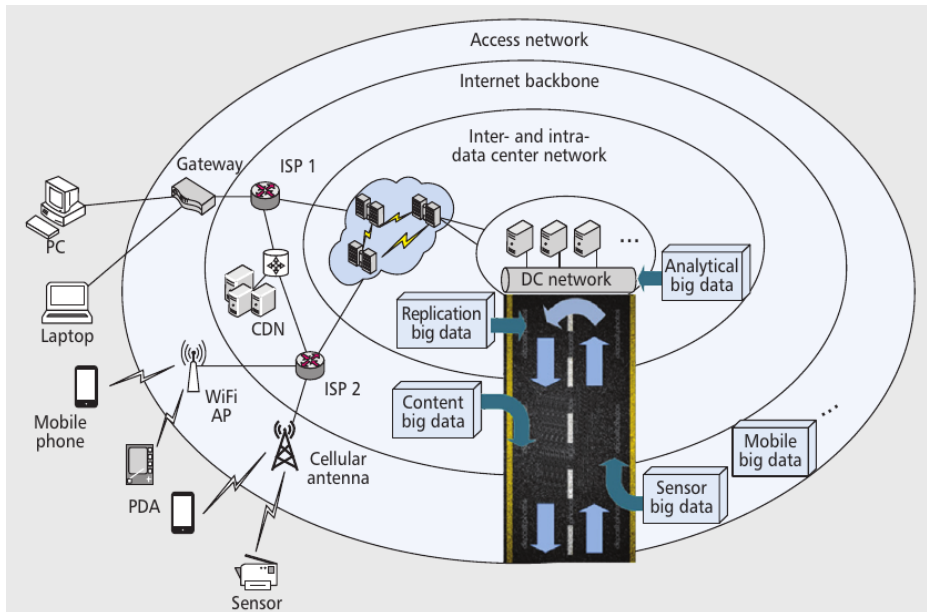 Access network
Internet backbone
Inter- and intra-
data center network
Gateway
ISP 1
PC
...
DC network
Analytical
big data
Replication
big data
Laptop
CDN
WiFi
AP
ISP 2
Mobile
phone
Content
big data
...
Mobile
big data
Cellular
antenna
PDA
Sensor
big data
Sensor